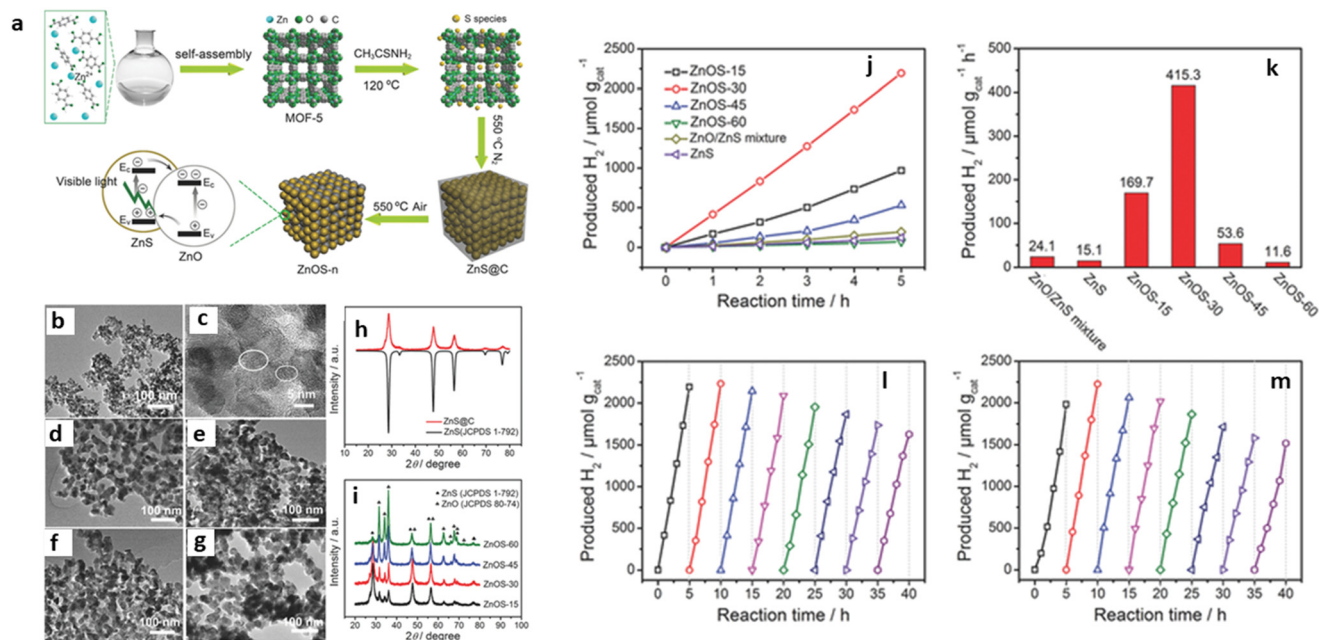 a
Zn O C
S species
Zn2+
self-assembly
CH3CSNH2
120 ºC
MOF-5
550 ºC N2
Visible light
Ec
Ev
Ec
Ev
ZnS
ZnO
550 ºC Air
ZnOS-n
ZnS@C
b
100 nm
c
5 nm
d
100 nm
e
100 nm
f
100 nm
g
100 nm
h
Intensity / a.u.
ZnS@C
ZnS(JCPDS 1-792)
10 20 30 40 50 60 70 80
2θ / degree
i
Intensity / a.u.
ZnS (JCPDS 1-792)
ZnO (JCPDS 80-74)
ZnOS-60
ZnOS-45
ZnOS-30
ZnOS-15
20 30 40 50 60 70 80
2θ / degree
j
Produced H2 / μmol gcat-1
2500
2000
1500
1000
500
0
ZnOS-15
ZnOS-30
ZnOS-45
ZnOS-60
ZnO/ZnS mixture
ZnS
0 1 2 3 4 5
Reaction time / h
k
Produced H2 / μmol gcat-1 h-1
500
400
300
200
100
0
24.1
15.1
169.7
415.3
53.6
11.6
ZnO/ZnS mixture
ZnS
ZnOS-15
ZnOS-30
ZnOS-45
ZnOS-60
l
Produced H2 / μmol gcat-1
2500
2000
1500
1000
500
0
0 5 10 15 20 25 30 35 40
Reaction time / h
m
Produced H2 / μmol gcat-1
2500
2000
1500
1000
500
0
0 5 10 15 20 25 30 35 40
Reaction time / h